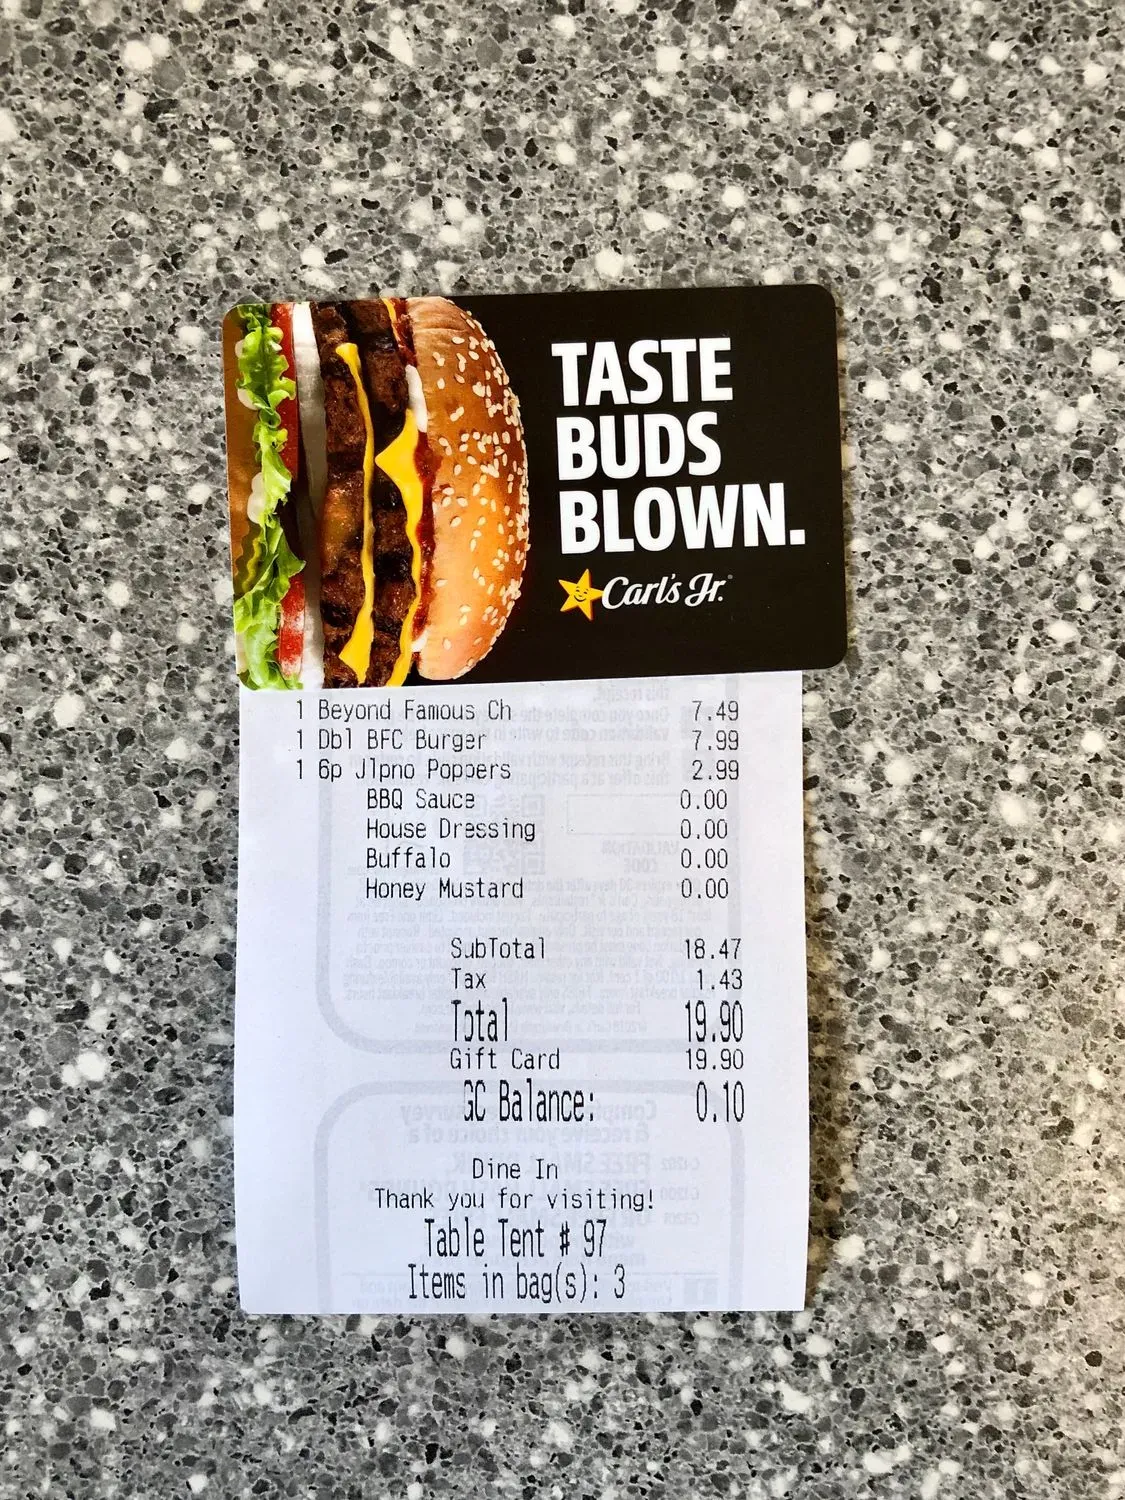 TASTE
BUDS
BLOWN.
Carl's Jr.
1 Beyond Famous Ch 7.49
1 Dbl BFC Burger 7.99
1 6p Jlpno Poppers 2.99
BBQ Sauce 0.00
House Dressing 0.00
Buffalo 0.00
Honey Mustard 0.00
SubTotal 18.47
Tax 1.43
Total 19.90
Gift Card 19.90
GC Balance: 0.10
Dine In
Thank you for visiting!
Table Tent # 97
Items in bag(s): 3